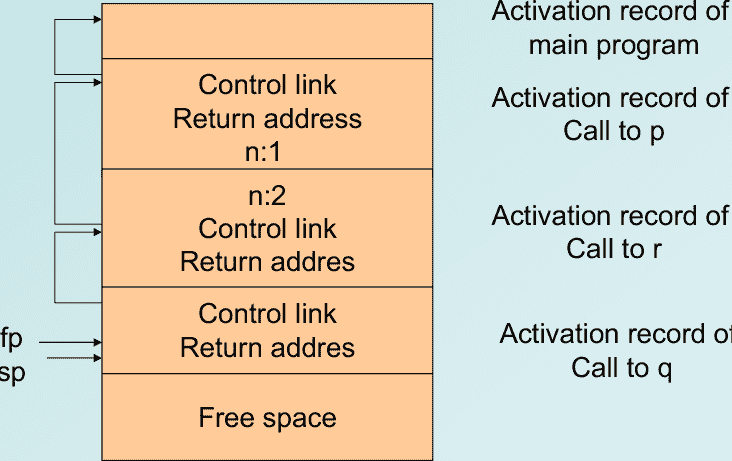 Activation record of
main program
Control link
Return address
n:1
Activation record of
Call to p
n:2
Control link
Return addres
Activation record of
Call to r
fp
sp
Control link
Return addres
Activation record of
Call to q
Free space